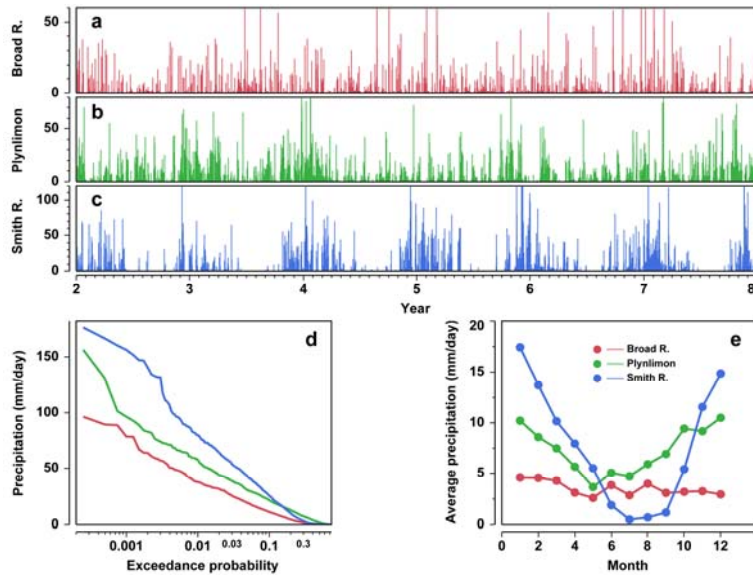 50
Broad R.
a
0
Plynlimon
b
50
0
100
Smith R.
c
50
0
2 3 4 5 6 7 8
Year
d
Precipitation (mm/day)
150
100
50
0
0.001 0.01 0.03 0.1 0.3
Exceedance probability
e
Average precipitation (mm/day)
20
15
10
5
0
Broad R.
Plynlimon
Smith R.
0 2 4 6 8 10 12
Month